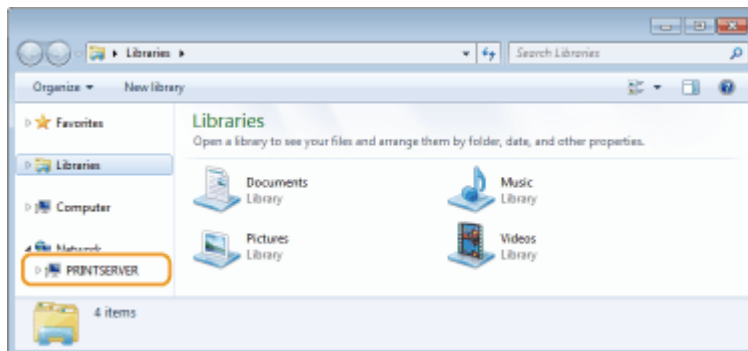 Libraries
Search Libraries
Organize
New library
Favorites
Libraries
Computer
Network
PRINTSERVER
Libraries
Open a library to see your files and arrange them by folder, date, and other properties.
Documents
Library
Music
Library
Pictures
Library
Videos
Library
4 items